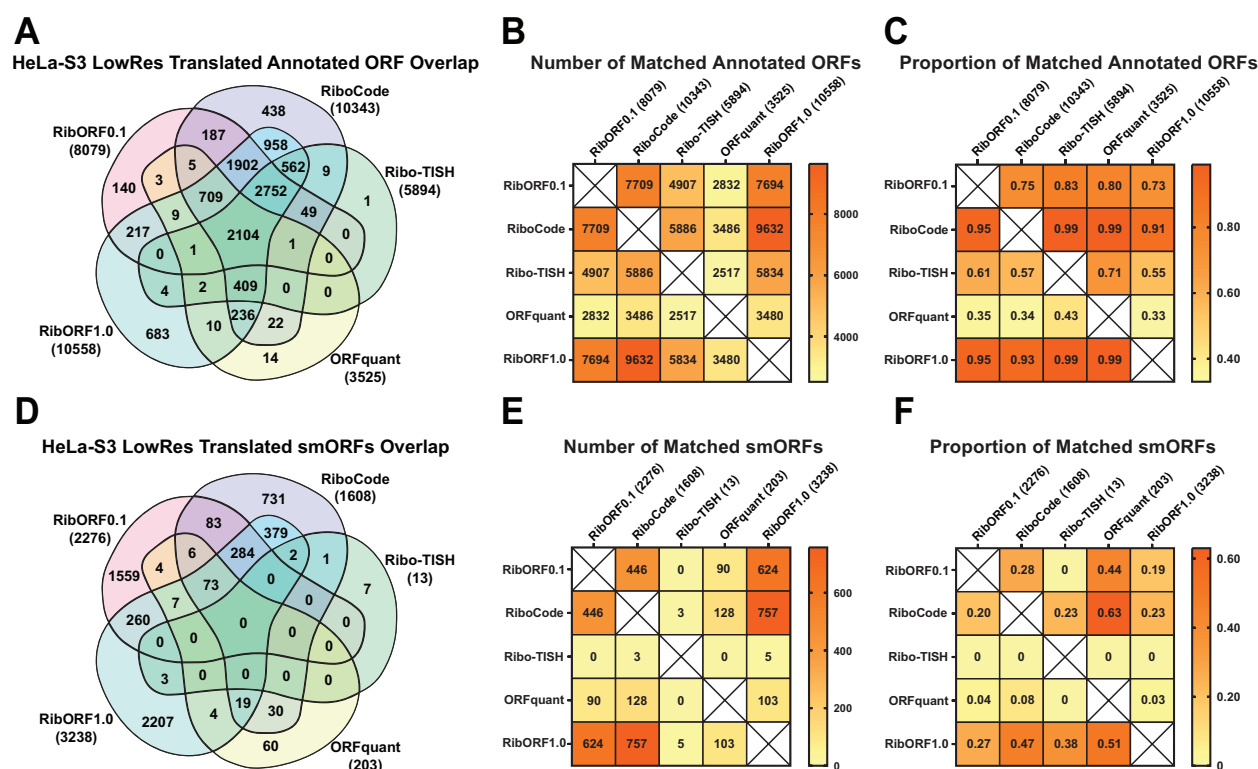 A
HeLa-S3 LowRes Translated Annotated ORF Overlap
RiboCode
(10343)
RibORF0.1
(8079)
Ribo-TISH
(5894)
RibORF1.0
(10558)
ORFquant
(3525)
438
187
958
5
1902
562
9
140
3
709
2752
1
9
49
217
2104
0
0
1
1
0
4
2
409
0
0
683
10
236
22
14
B
Number of Matched Annotated ORFs
RibORF0.1 (8079)
RiboCode (10343)
Ribo-TISH (5894)
ORFquant (3525)
RibORF1.0 (10558)
RibORF0.1 7709 4907 2832 7694
RiboCode 7709 5886 3486 9632
Ribo-TISH 4907 5886 2517 5834
ORFquant 2832 3486 2517 3480
RibORF1.0 7694 9632 5834 3480
8000
6000
4000
C
Proportion of Matched Annotated ORFs
RibORF0.1 (8079)
RiboCode (10343)
Ribo-TISH (5894)
ORFquant (3525)
RibORF1.0 (10558)
RibORF0.1 0.75 0.83 0.80 0.73
RiboCode 0.95 0.99 0.99 0.91
Ribo-TISH 0.61 0.57 0.71 0.55
ORFquant 0.35 0.34 0.43 0.33
RibORF1.0 0.95 0.93 0.99 0.99
0.80
0.60
0.40
D
HeLa-S3 LowRes Translated smORFs Overlap
RiboCode
(1608)
RibORF0.1
(2276)
Ribo-TISH
(13)
RibORF1.0
(3238)
ORFquant
(203)
731
83
379
6
284
2
1
1559
4
73
0
7
7
0
260
0
0
0
0
0
0
3
0
0
0
0
2207
4
19
30
60
E
Number of Matched smORFs
RibORF0.1 (2276)
RiboCode (1608)
Ribo-TISH (13)
ORFquant (203)
RibORF1.0 (3238)
RibORF0.1 446 0 90 624
RiboCode 446 3 128 757
Ribo-TISH 0 3 0 5
ORFquant 90 128 0 103
RibORF1.0 624 757 5 103
600
400
200
0
F
Proportion of Matched smORFs
RibORF0.1 (2276)
RiboCode (1608)
Ribo-TISH (13)
ORFquant (203)
RibORF1.0 (3238)
RibORF0.1 0.28 0 0.44 0.19
RiboCode 0.20 0.23 0.63 0.23
Ribo-TISH 0 0 0 0
ORFquant 0.04 0.08 0 0.03
RibORF1.0 0.27 0.47 0.38 0.51
0.60
0.40
0.20
0